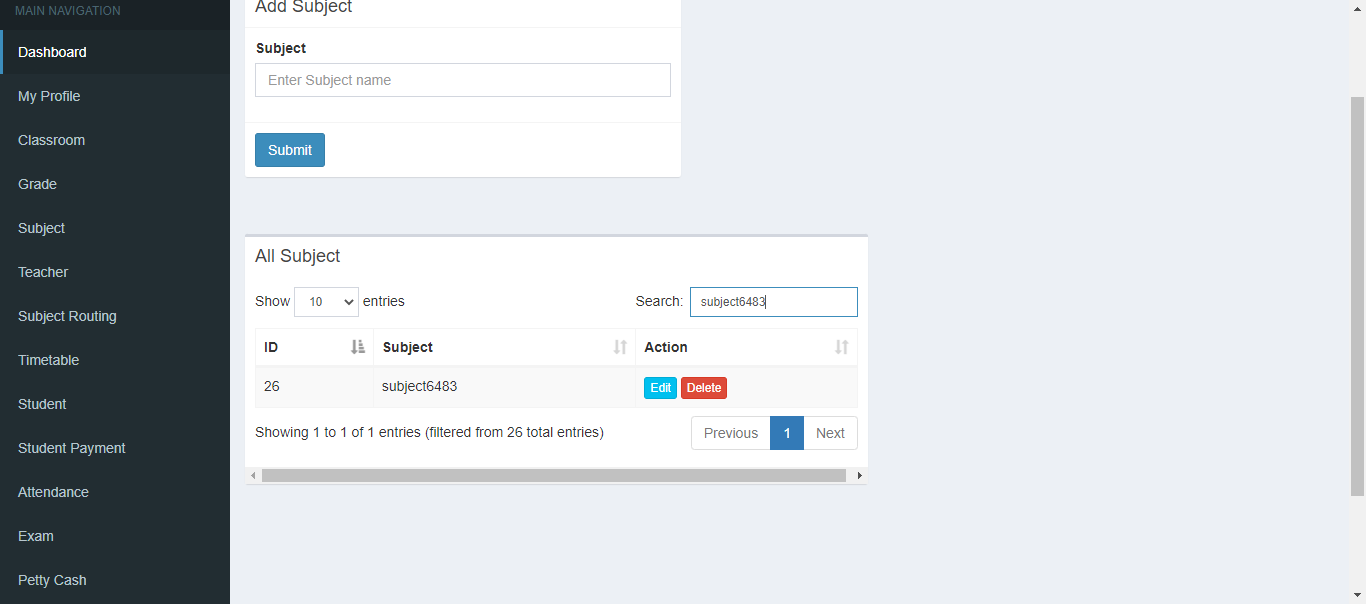 MAIN NAVIGATION
Dashboard
My Profile
Classroom
Grade
Subject
Teacher
Subject Routing
Timetable
Student
Student Payment
Attendance
Exam
Petty Cash
Add Subject
Subject
Enter Subject name
Submit
All Subject
Show 10 entries Search: subject6483
ID Subject Action
26 subject6483 Edit Delete
Showing 1 to 1 of 1 entries (filtered from 26 total entries) Previous 1 Next